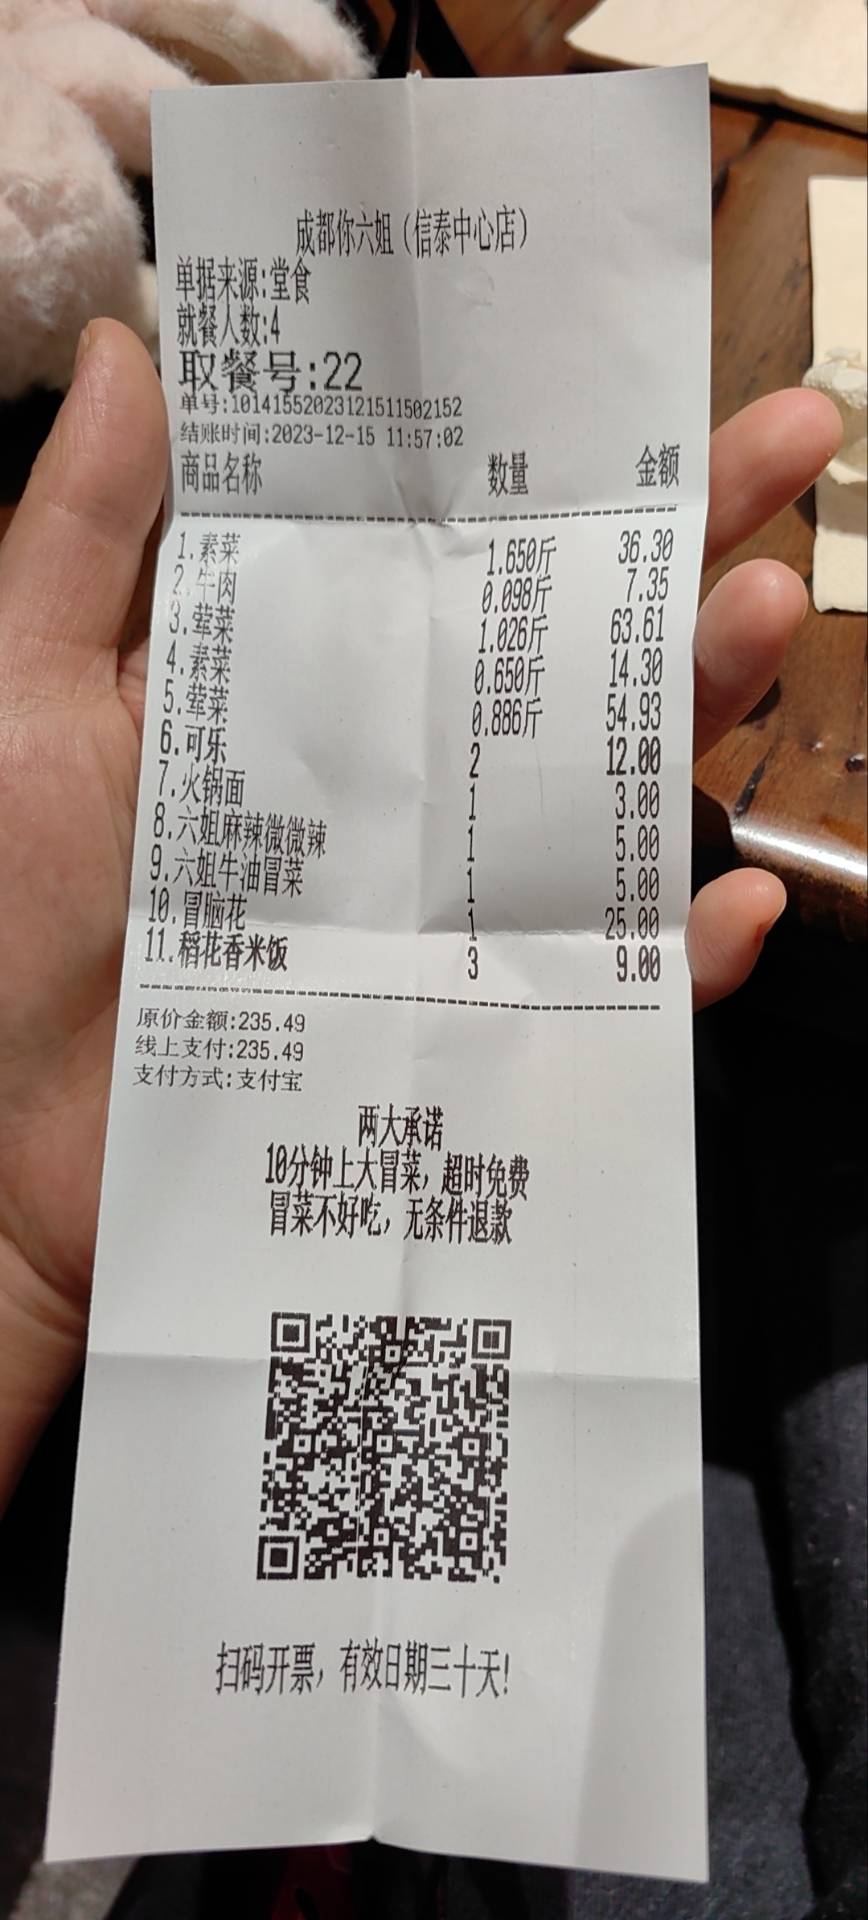 成都你六姐（信泰中心店）
单据来源:堂食
就餐人数:4
取餐号:22
单号:10141552023121511502152
结账时间:2023-12-15 11:57:02
商品名称 数量 金额
1.素菜 1.650斤 36.30
2.牛肉 0.098斤 7.35
3.荤菜 1.026斤 63.61
4.素菜 0.650斤 14.30
5.荤菜 0.886斤 54.93
6.可乐 2 12.00
7.火锅面 1 3.00
8.六姐麻辣微微辣 1 5.00
9.六姐牛油冒菜 1 5.00
10.冒脑花 1 25.00
11.稻花香米饭 3 9.00
原价金额:235.49
线上支付:235.49
支付方式:支付宝
两大承诺
10分钟上大冒菜，超时免费
冒菜不好吃，无条件退款
扫码开票，有效日期三十天!